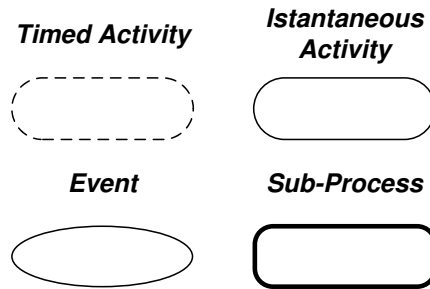 Timed Activity
Istantaneous
Activity
Event
Sub-Process